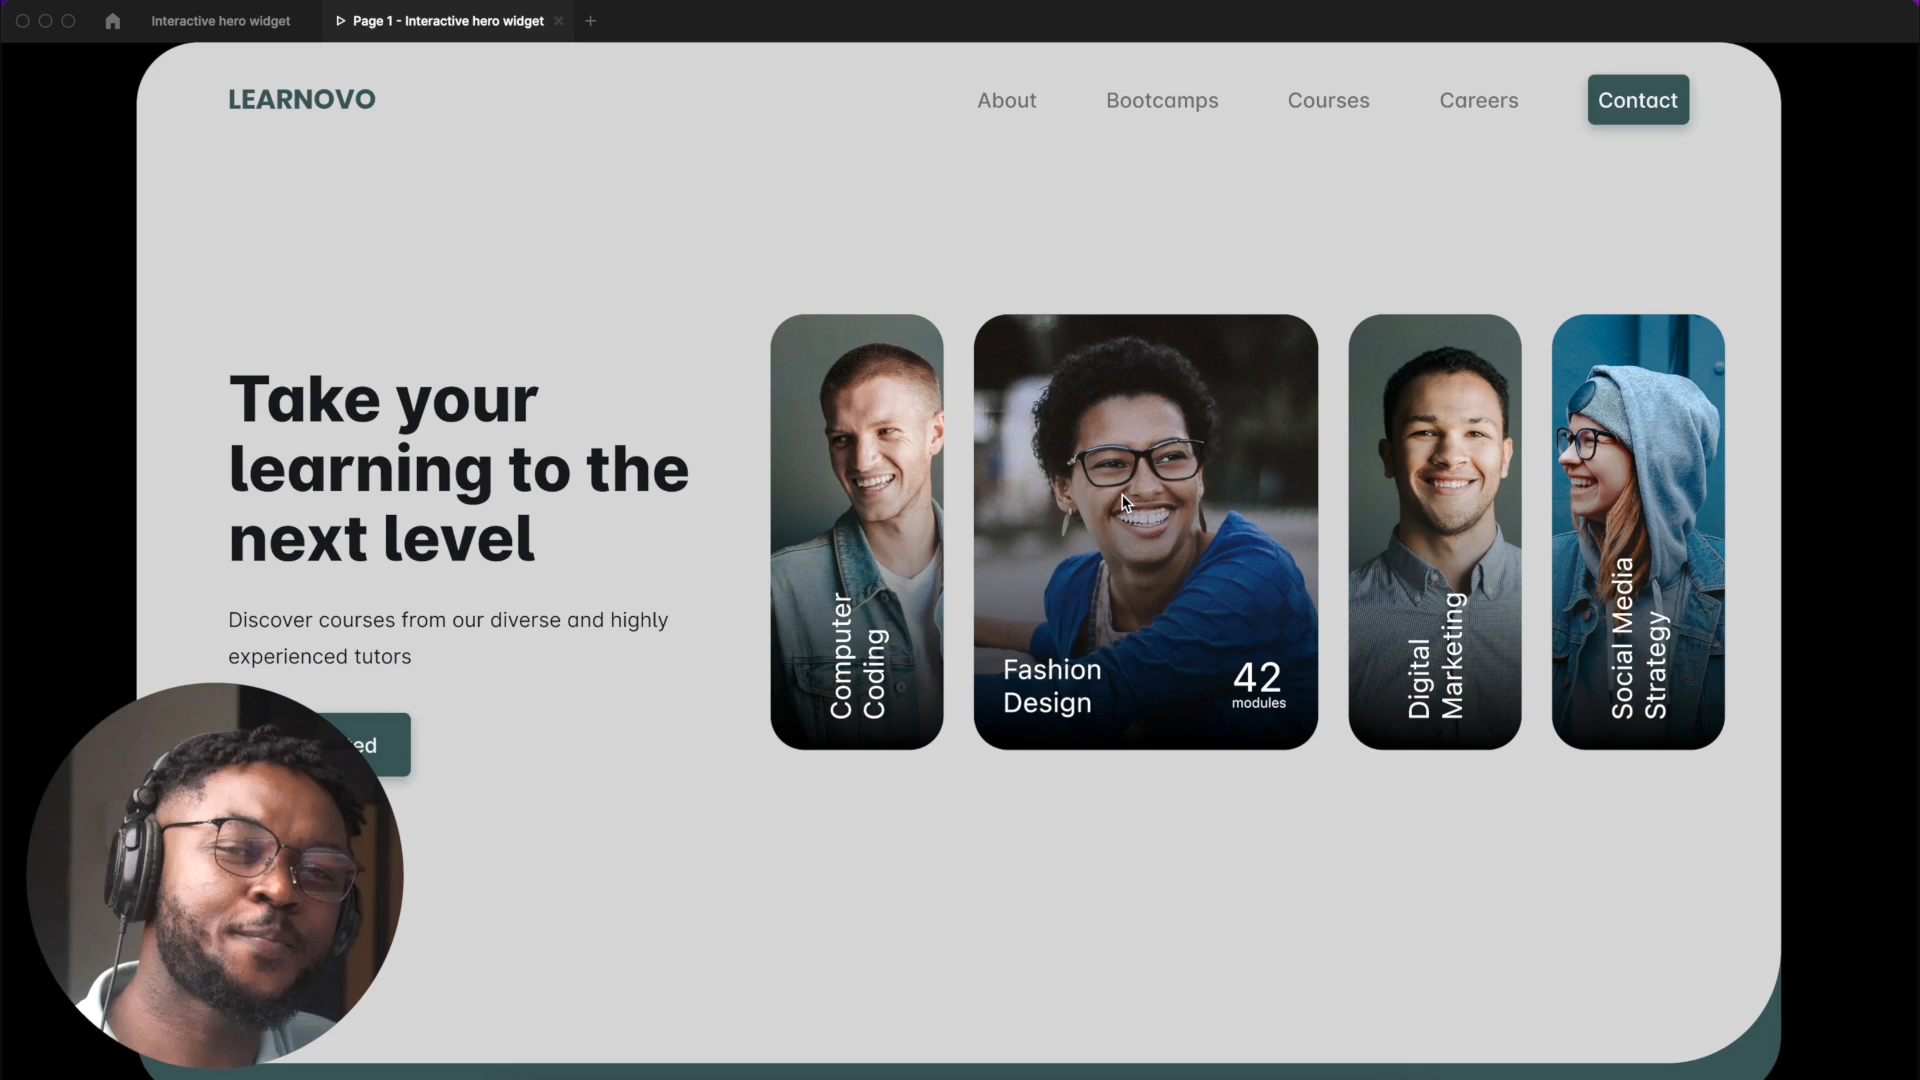 Interactive hero widget
Page 1 - Interactive hero widget
LEARNOVO
About
Bootcamps
Courses
Careers
Contact
Take your
learning to the
next level
Discover courses from our diverse and highly
experienced tutors
Computer
Coding
Fashion
Design
42
modules
Digital
Marketing
Social Media
Strategy